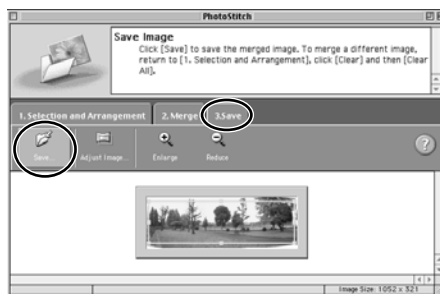 PhotoStitch
Save Image
Click [Save] to save the merged image. To merge a different image,
return to [1. Selection and Arrangement], click [Clear] and then [Clear
All].
1. Selection and Arrangement 2. Merge 3.Save
Save... Adjust Image... Enlarge Reduce
?
Image Size: 1052 x 321